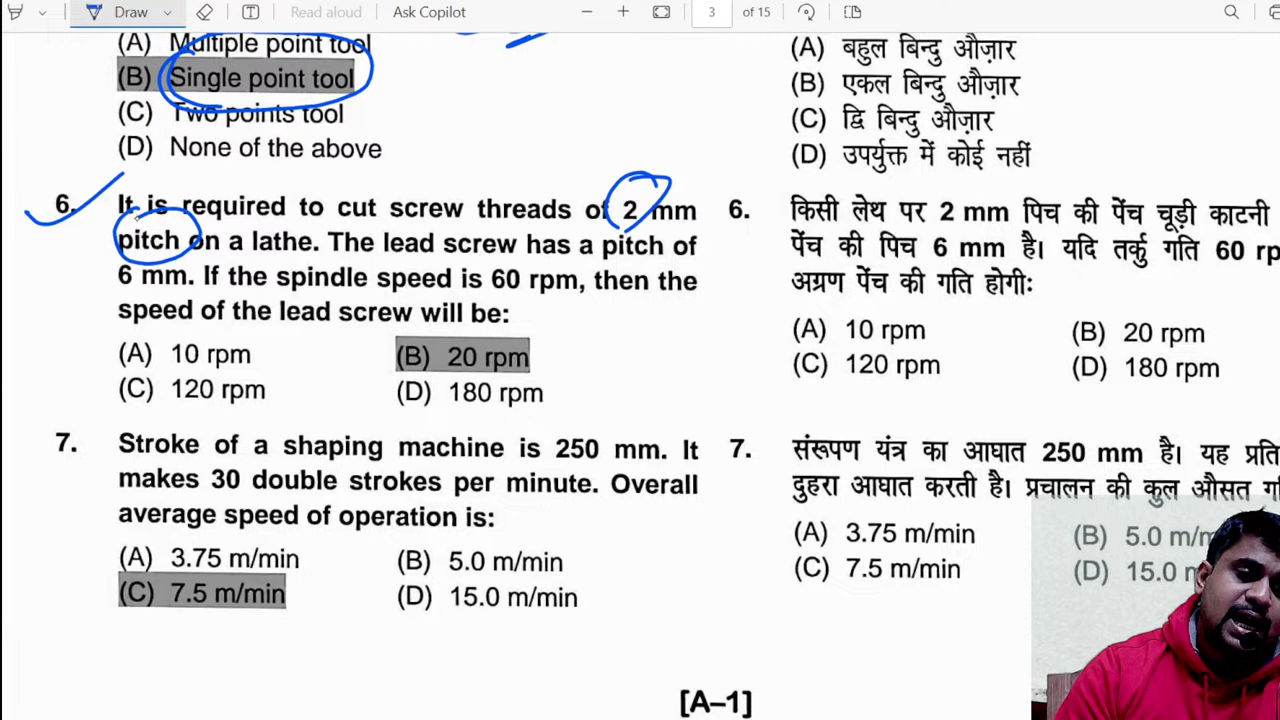 Draw
Read aloud
Ask Copilot
3
of 15
(A) Multiple point tool
(B) Single point tool
(C) Two points tool
(D) None of the above
6. It is required to cut screw threads of 2 mm
pitch on a lathe. The lead screw has a pitch of
6 mm. If the spindle speed is 60 rpm, then the
speed of the lead screw will be:
(A) 10 rpm
(B) 20 rpm
(C) 120 rpm
(D) 180 rpm
7. Stroke of a shaping machine is 250 mm. It
makes 30 double strokes per minute. Overall
average speed of operation is:
(A) 3.75 m/min
(B) 5.0 m/min
(C) 7.5 m/min
(D) 15.0 m/min
(A) बहुल बिन्दु औज़ार
(B) एकल बिन्दु औज़ार
(C) द्वि बिन्दु औज़ार
(D) उपर्युक्त में कोई नहीं
6. किसी लेथ पर 2 mm पिच की पेंच चूड़ी काटनी
पेंच की पिच 6 mm है। यदि तर्कु गति 60 rp
अग्रण पेंच की गति होगीः
(A) 10 rpm
(B) 20 rpm
(C) 120 rpm
(D) 180 rpm
7. संरूपण यंत्र का आघात 250 mm है। यह प्रति
दुहरा आघात करती है। प्रचालन की कुल औसत
(A) 3.75 m/min
(B) 5.0 m/m
(C) 7.5 m/min
(D) 15.0
[A–1]